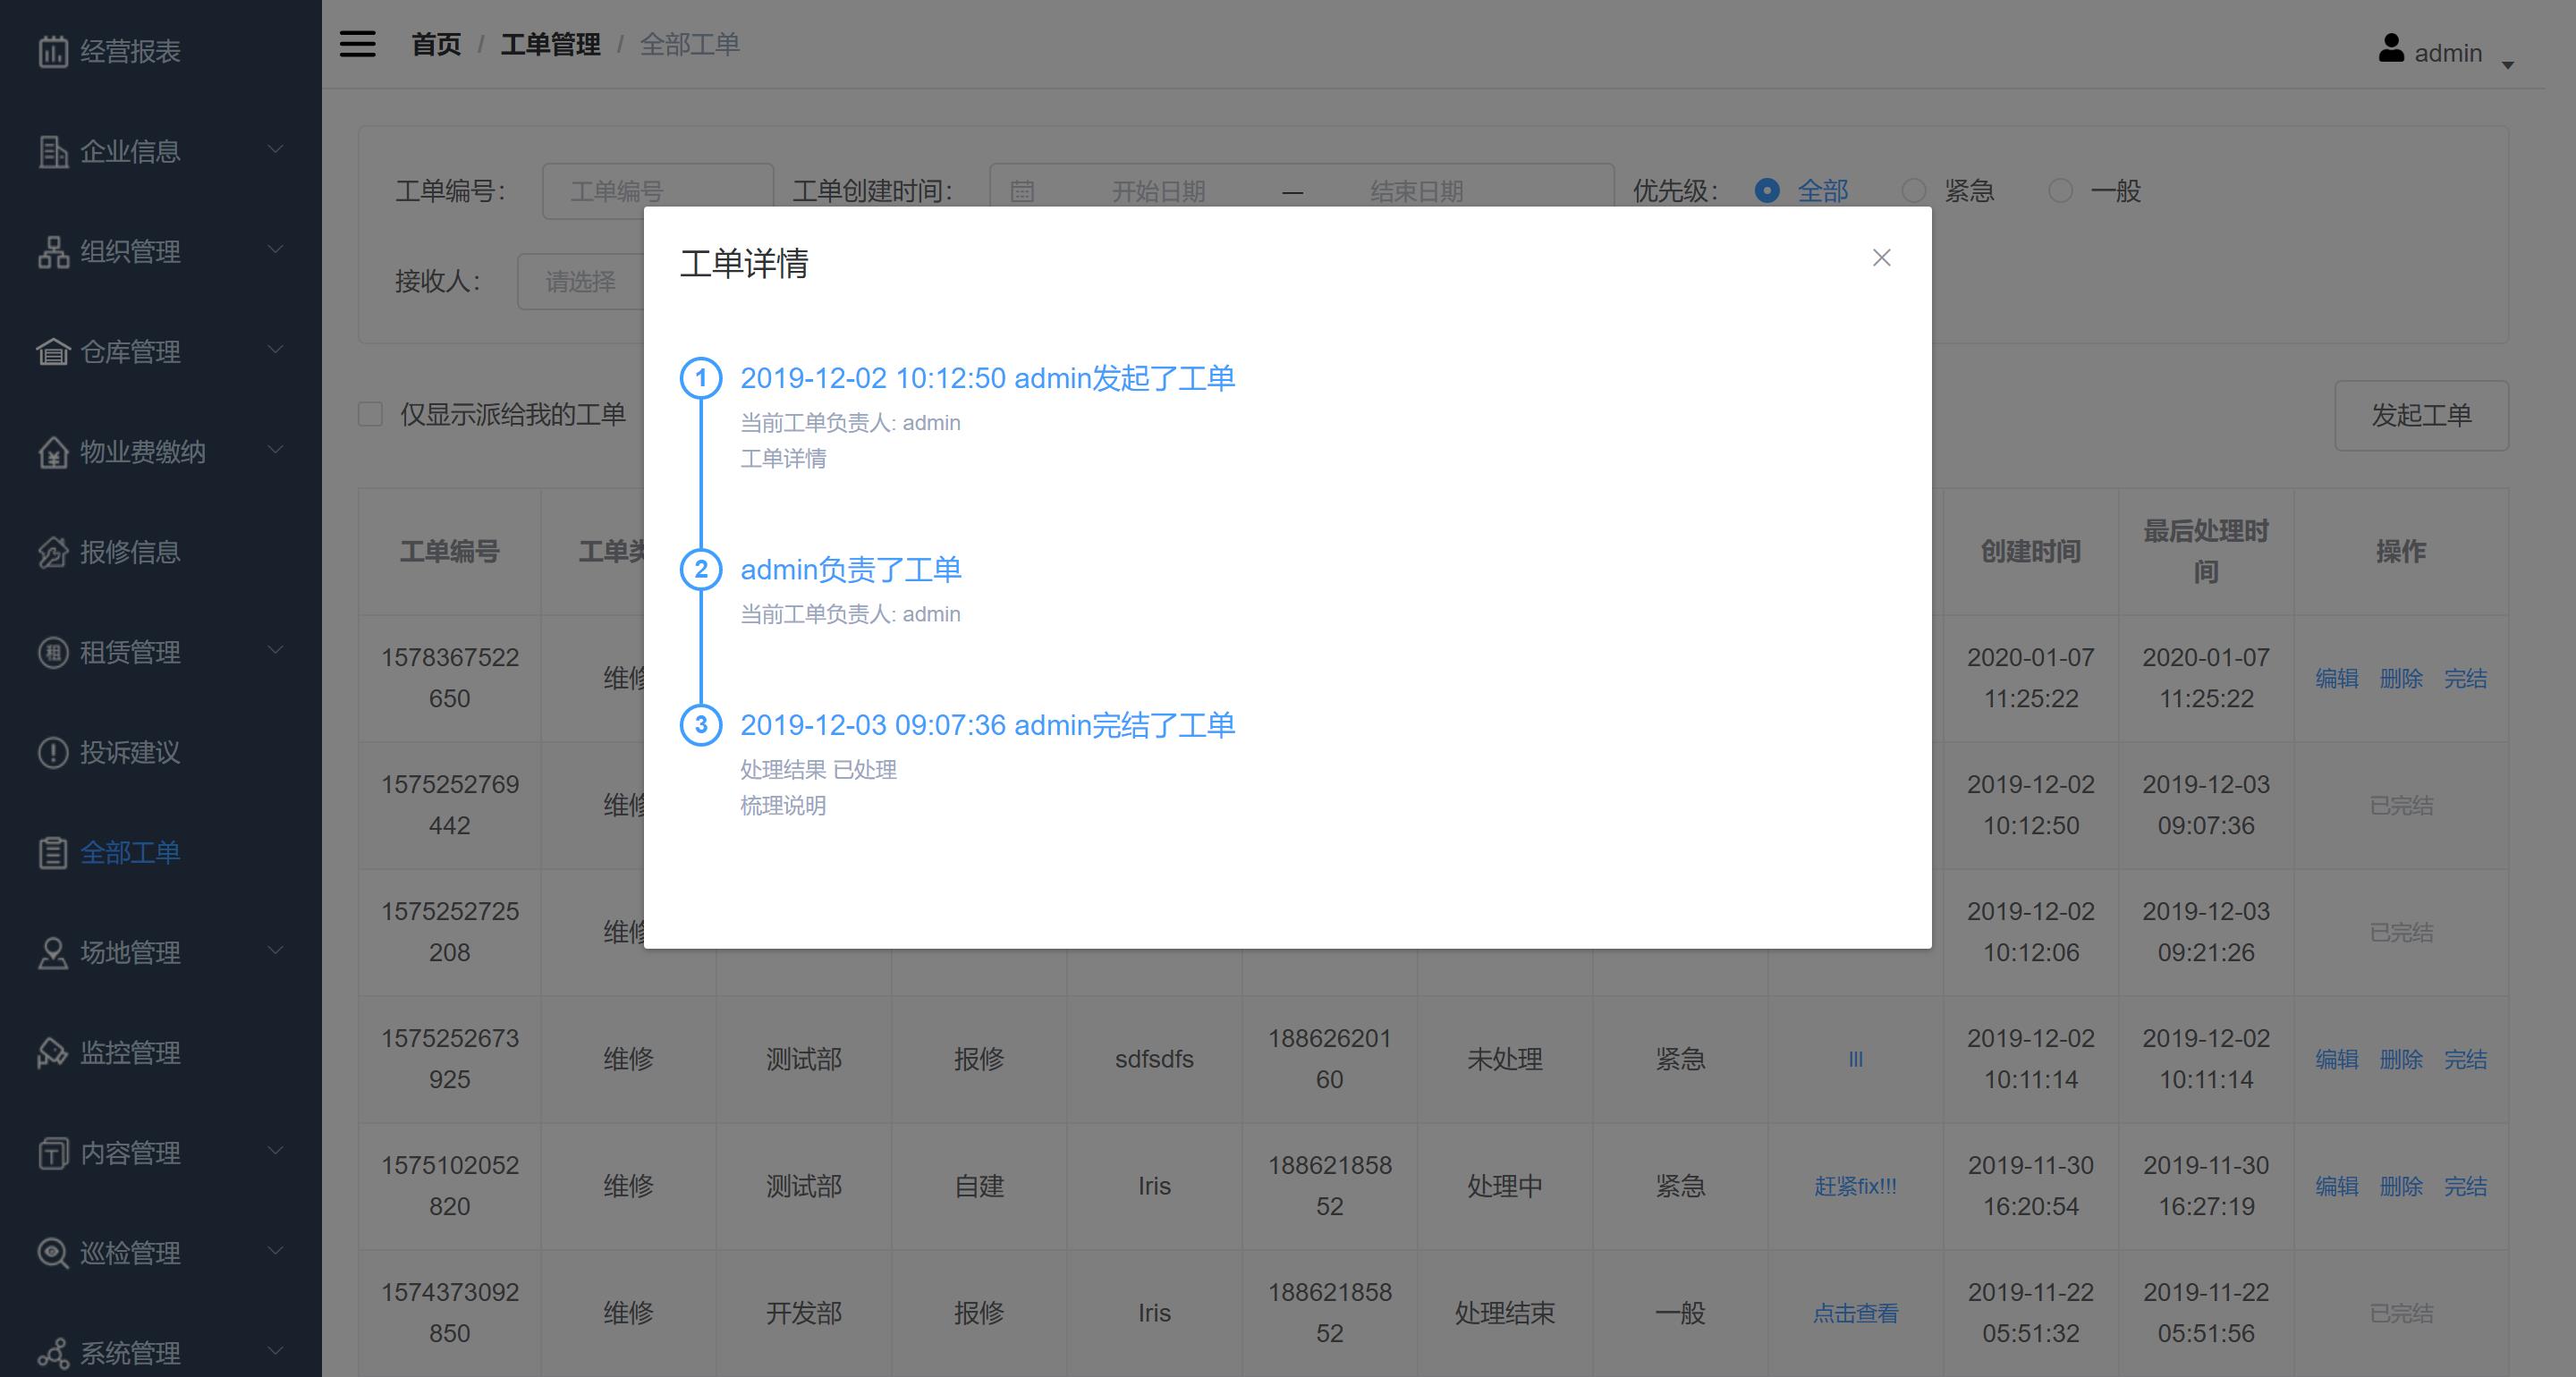 经营报表
企业信息
组织管理
仓库管理
物业费缴纳
报修信息
租赁管理
投诉建议
全部工单
场地管理
监控管理
内容管理
巡检管理
系统管理
首页 / 工单管理 / 全部工单
admin
工单编号： 工单编号 工单创建时间： 开始日期 — 结束日期 优先级： 全部 紧急 一般
接收人： 请选择
仅显示派给我的工单
发起工单
工单详情
1 2019-12-02 10:12:50 admin发起了工单
当前工单负责人: admin
工单详情
2 admin负责了工单
当前工单负责人: admin
3 2019-12-03 09:07:36 admin完结了工单
处理结果 已处理
梳理说明
工单编号 工单类 创建时间 最后处理时
间
操作
1578367522
650
维修
2020-01-07
11:25:22
2020-01-07
11:25:22
编辑 删除 完结
1575252769
442
维修
2019-12-02
10:12:50
2019-12-03
09:07:36
已完结
1575252725
208
维修
2019-12-02
10:12:06
2019-12-03
09:21:26
已完结
1575252673
925
维修 测试部 报修 sdfsdfs
188626201
60
未处理 紧急 lll
2019-12-02
10:11:14
2019-12-02
10:11:14
编辑 删除 完结
1575102052
820
维修 测试部 自建 Iris
188621858
52
处理中 紧急 赶紧fix!!!
2019-11-30
16:20:54
2019-11-30
16:27:19
编辑 删除 完结
1574373092
850
维修 开发部 报修 Iris
188621858
52
处理结束 一般 点击查看
2019-11-22
05:51:32
2019-11-22
05:51:56
已完结